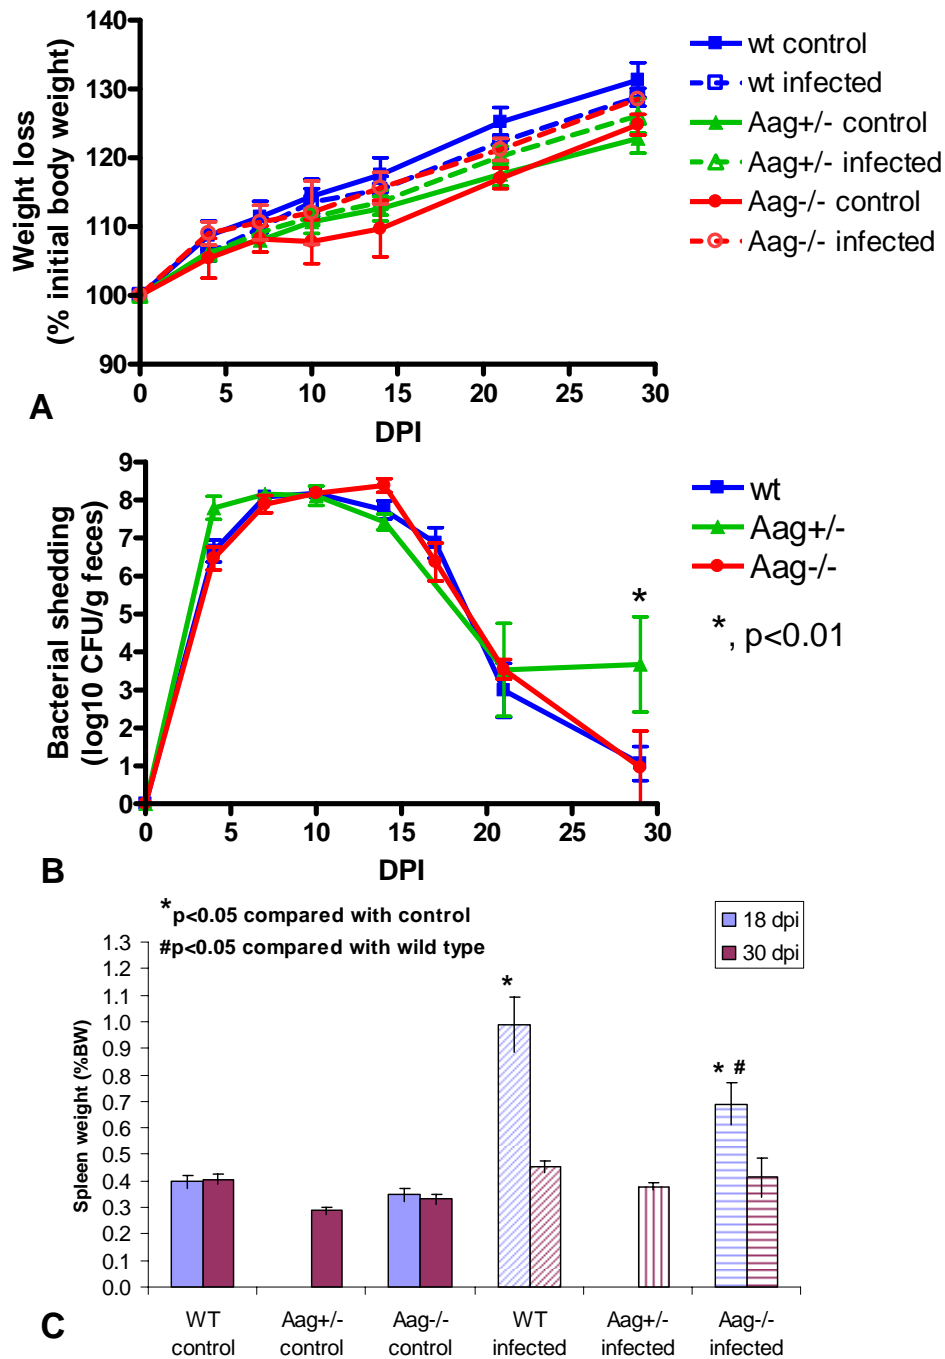 140
130
120
110
100
90
Weight loss
(% initial body weight)
0 5 10 15 20 25 30
DPI
A
wt control
wt infected
Aag+/- control
Aag+/- infected
Aag-/- control
Aag-/- infected
9
8
7
6
5
4
3
2
1
0
Bacterial shedding
(log10 CFU/g feces)
0 5 10 15 20 25 30
DPI
B
*
wt
Aag+/-
Aag-/-
*, p<0.01
*p<0.05 compared with control
#p<0.05 compared with wild type
18 dpi
30 dpi
1.3
1.2
1.1
1.0
0.9
0.8
0.7
0.6
0.5
0.4
0.3
0.2
0.1
0.0
Spleen weight (%BW)
*
* #
WT Aag+/- Aag-/- WT Aag+/- Aag-/-
control control control infected infected infected
C